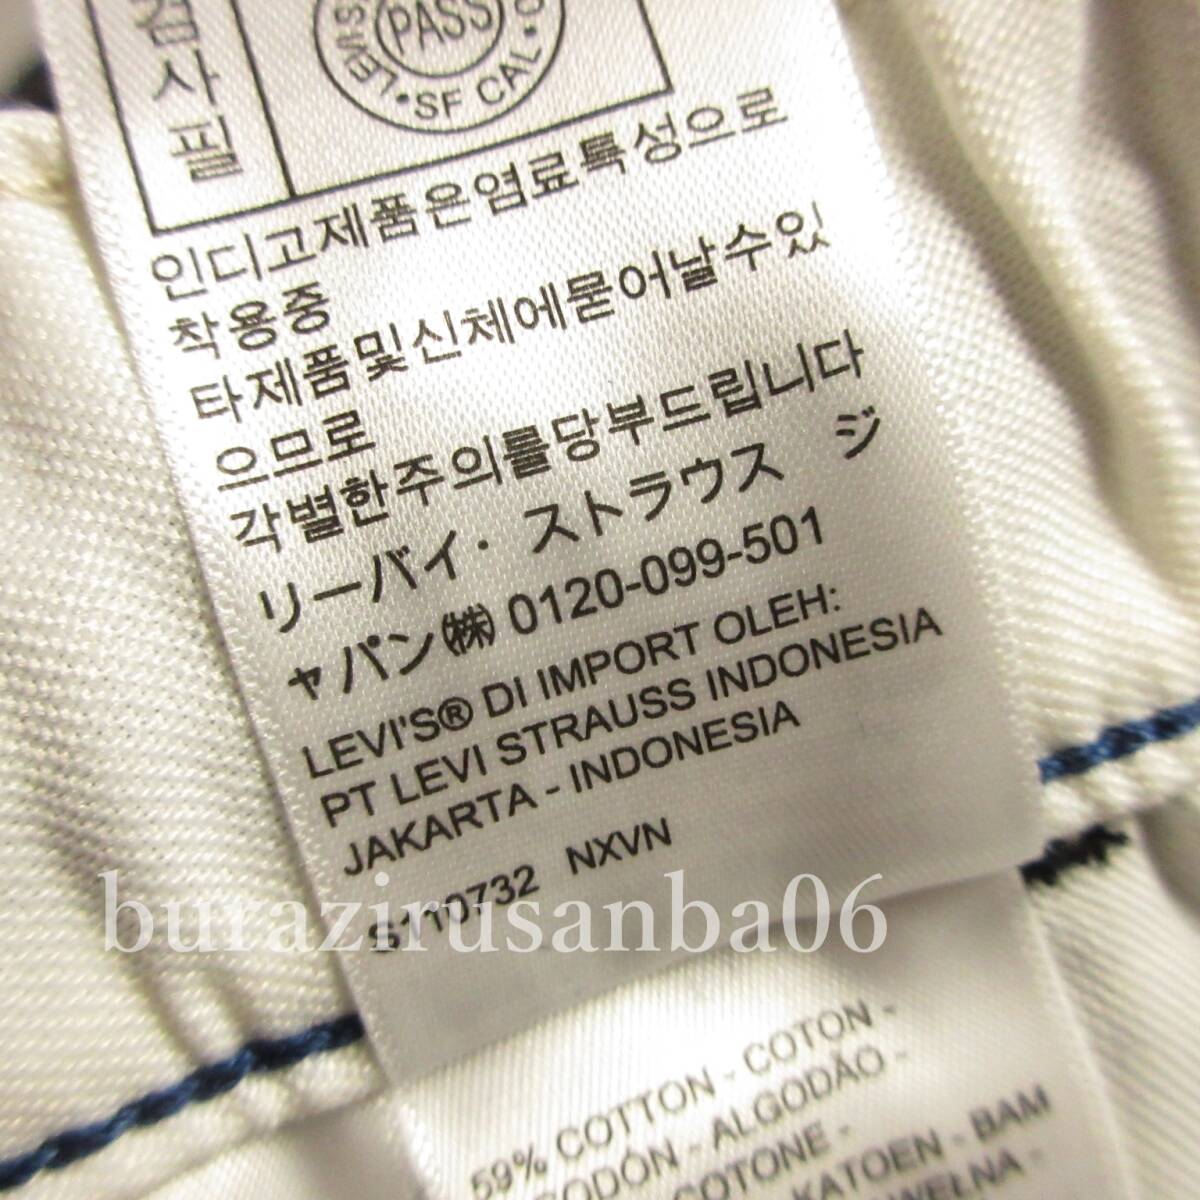 검사필
LEVI'S
PASS
SF CAL
인디고제품은염료특성으로
착용중
타제품및신체에묻어날수있
으므로
각별한주의를당부드립니다
リーバイ・ストラウス ジ
ャパン㈱ 0120-099-501
LEVI'S® DI IMPORT OLEH:
PT LEVI STRAUSS INDONESIA
JAKARTA - INDONESIA
S110732 NXVN
burazirusanba06
59% COTTON - COTON -
ALGODÃO -
COTONE -
KATOEN - BAM